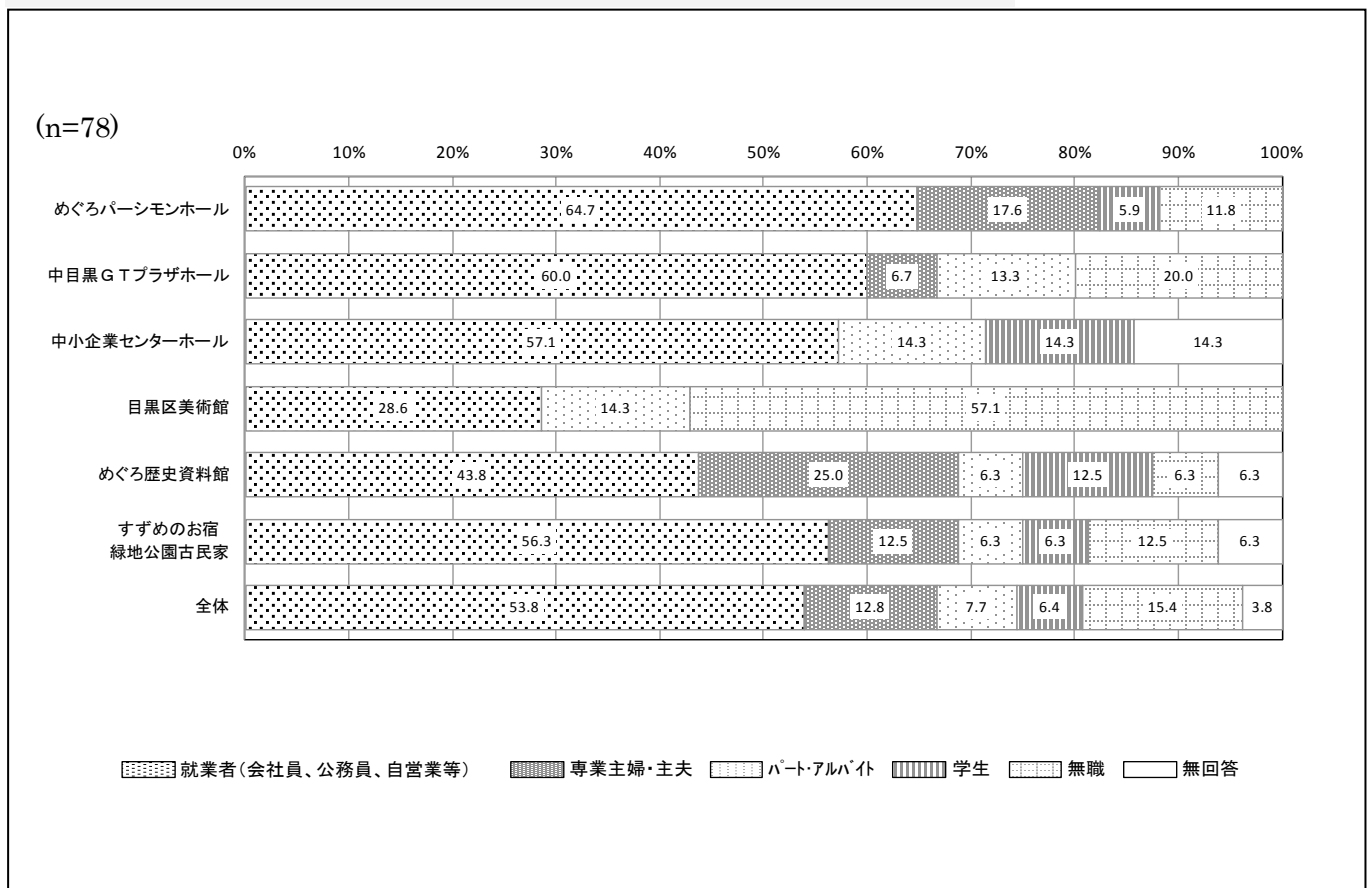 (n=78)
0% 10% 20% 30% 40% 50% 60% 70% 80% 90% 100%
めぐろパーシモンホール 64.7 17.6 5.9 11.8
中目黒GTプラザホール 60.0 6.7 13.3 20.0
中小企業センターホール 57.1 14.3 14.3 14.3
目黒区美術館 28.6 14.3 57.1
めぐろ歴史資料館 43.8 25.0 6.3 12.5 6.3 6.3
すずめのお宿
緑地公園古民家 56.3 12.5 6.3 6.3 12.5 6.3
全体 53.8 12.8 7.7 6.4 15.4 3.8
就業者(会社員、公務員、自営業等) 専業主婦・主夫 パート・アルバイト 学生 無職 無回答